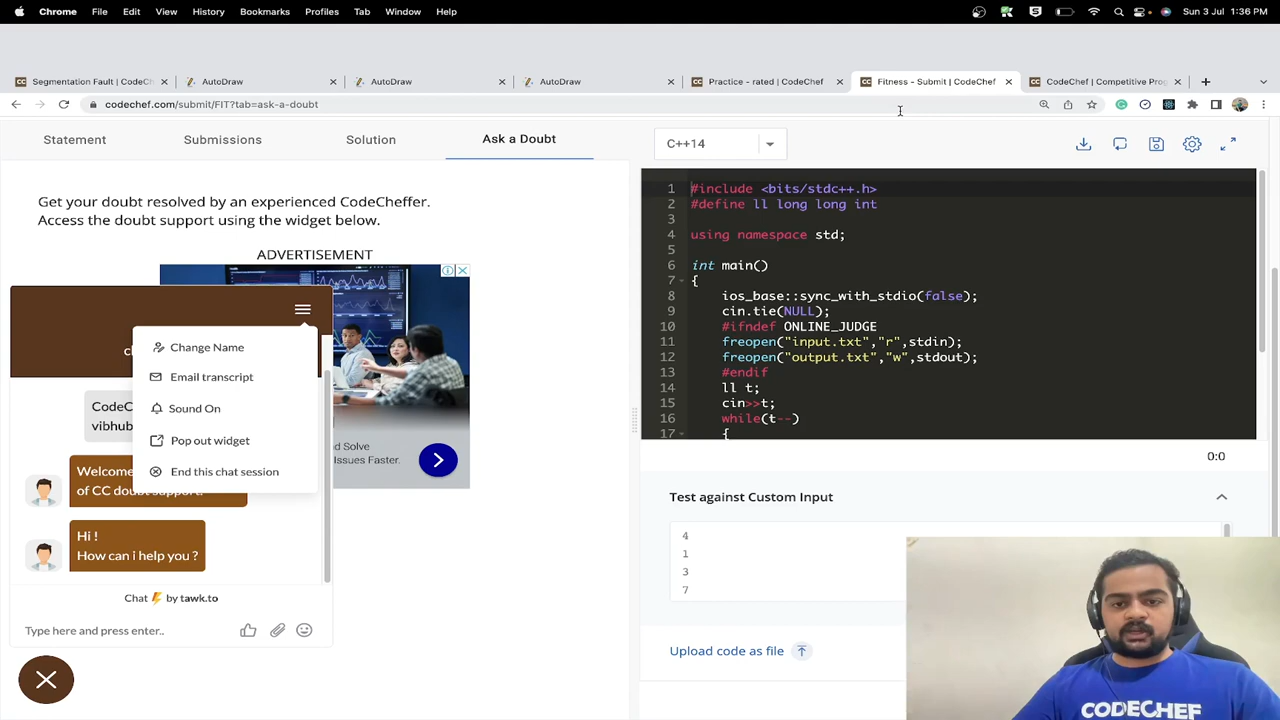 Chrome File Edit View History Bookmarks Profiles Tab Window Help Sun 3 Jul 1:36 PM
Segmentation Fault | CodeCh AutoDraw AutoDraw AutoDraw Practice - rated | CodeChef Fitness - Submit | CodeChef CodeChef | Competitive Prog
codechef.com/submit/FIT?tab=ask-a-doubt
Statement Submissions Solution Ask a Doubt
Get your doubt resolved by an experienced CodeCheffer.
Access the doubt support using the widget below.
ADVERTISEMENT
Change Name
Email transcript
Sound On
Pop out widget
End this chat session
CodeC
vibhu
Welcome
of CC doubt support.
Hi !
How can i help you ?
Chat by tawk.to
Type here and press enter..
Issues Faster.
C++14
1 #include <bits/stdc++.h>
2 #define ll long long int
3
4 using namespace std;
5
6 int main()
7 {
8 ios_base::sync_with_stdio(false);
9 cin.tie(NULL);
10 #ifndef ONLINE_JUDGE
11 freopen("input.txt","r",stdin);
12 freopen("output.txt","w",stdout);
13 #endif
14 ll t;
15 cin>>t;
16 while(t--)
17 {
0:0
Test against Custom Input
4
1
3
7
Upload code as file
CODECHEF